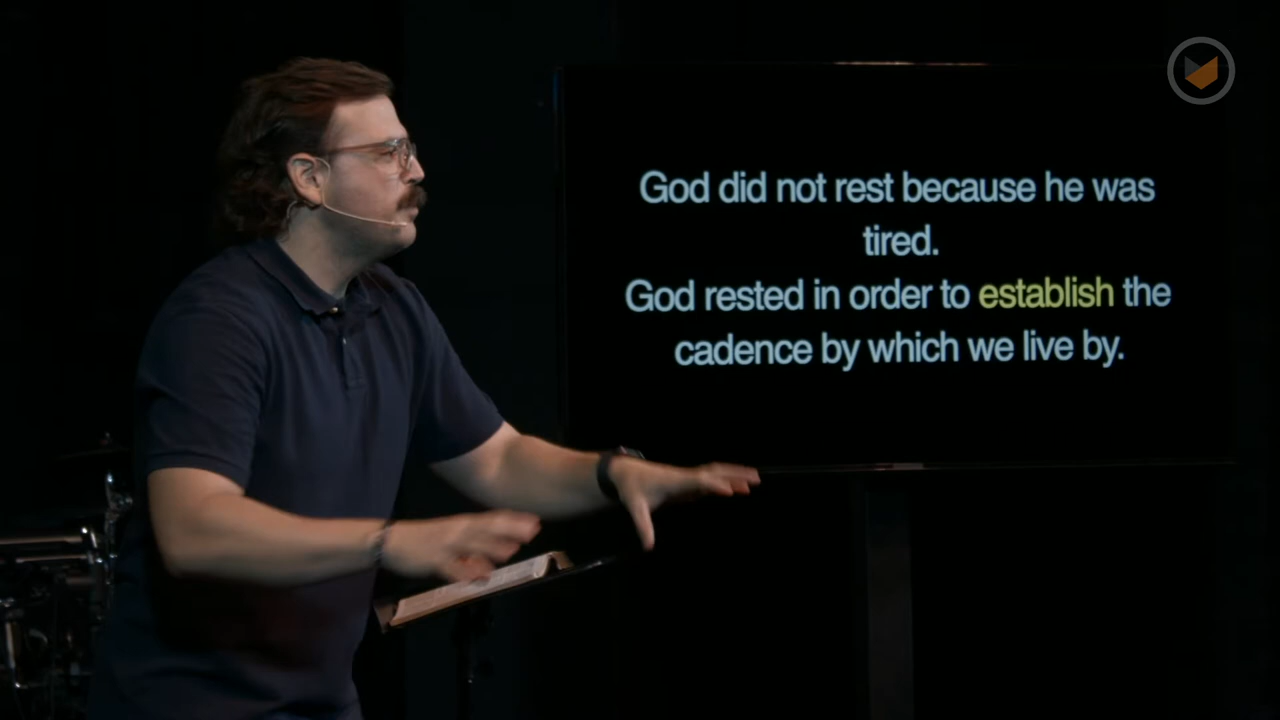 God did not rest because he was
tired.
God rested in order to establish the
cadence by which we live by.